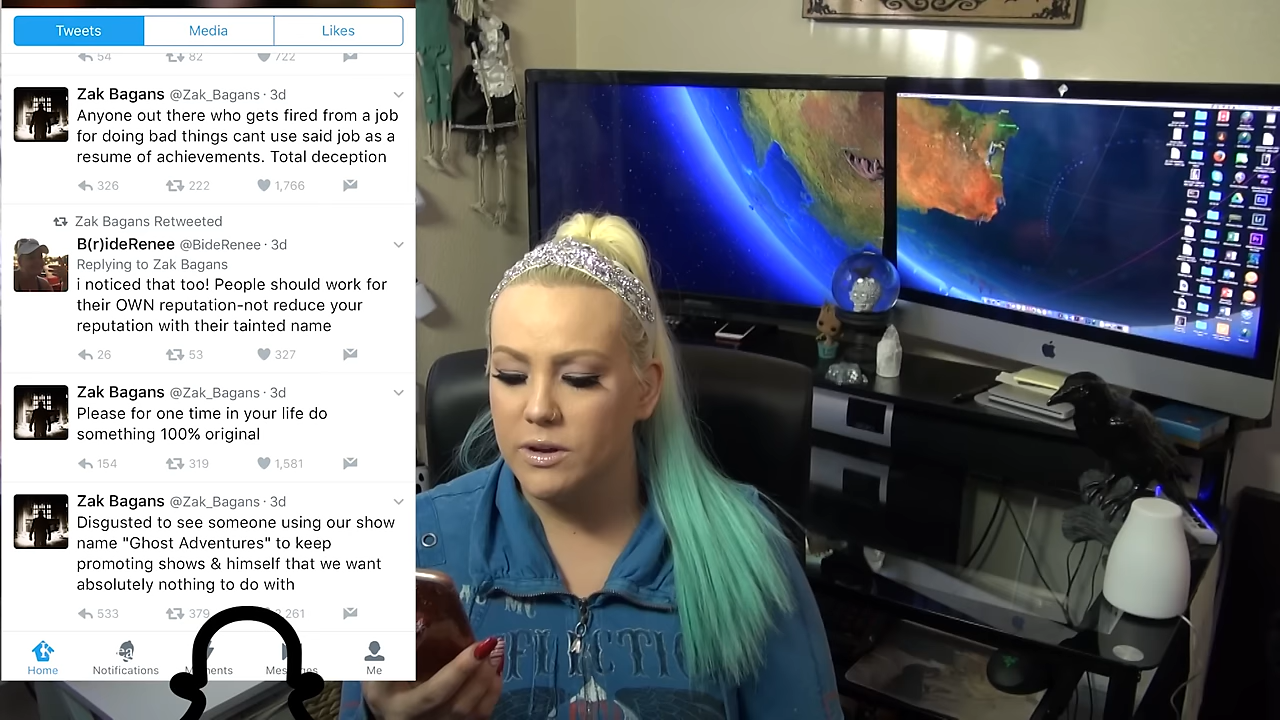 Tweets
Media
Likes
54
82
722
Zak Bagans @Zak_Bagans · 3d
Anyone out there who gets fired from a job
for doing bad things cant use said job as a
resume of achievements. Total deception
326
222
1,766
Zak Bagans Retweeted
B(r)ideRenee @BideRenee · 3d
Replying to Zak Bagans
i noticed that too! People should work for
their OWN reputation-not reduce your
reputation with their tainted name
26
53
327
Zak Bagans @Zak_Bagans · 3d
Please for one time in your life do
something 100% original
154
319
1,581
Zak Bagans @Zak_Bagans · 3d
Disgusted to see someone using our show
name "Ghost Adventures" to keep
promoting shows & himself that we want
absolutely nothing to do with
533
379
Home
Notifications
Me